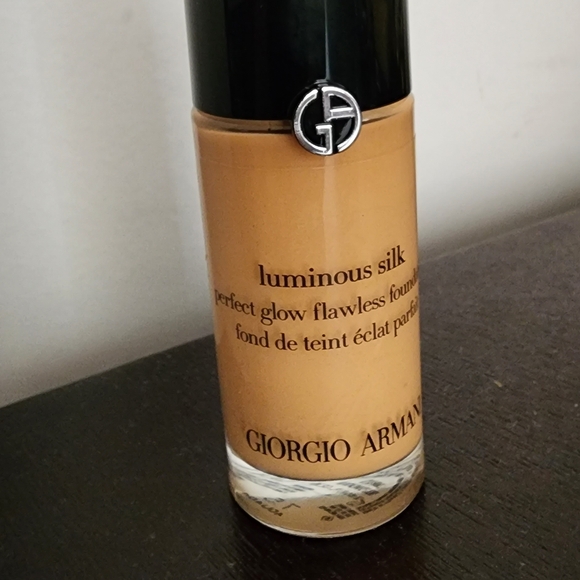 GA
luminous silk
perfect glow flawless
fond de teint éclat
GIORGIO